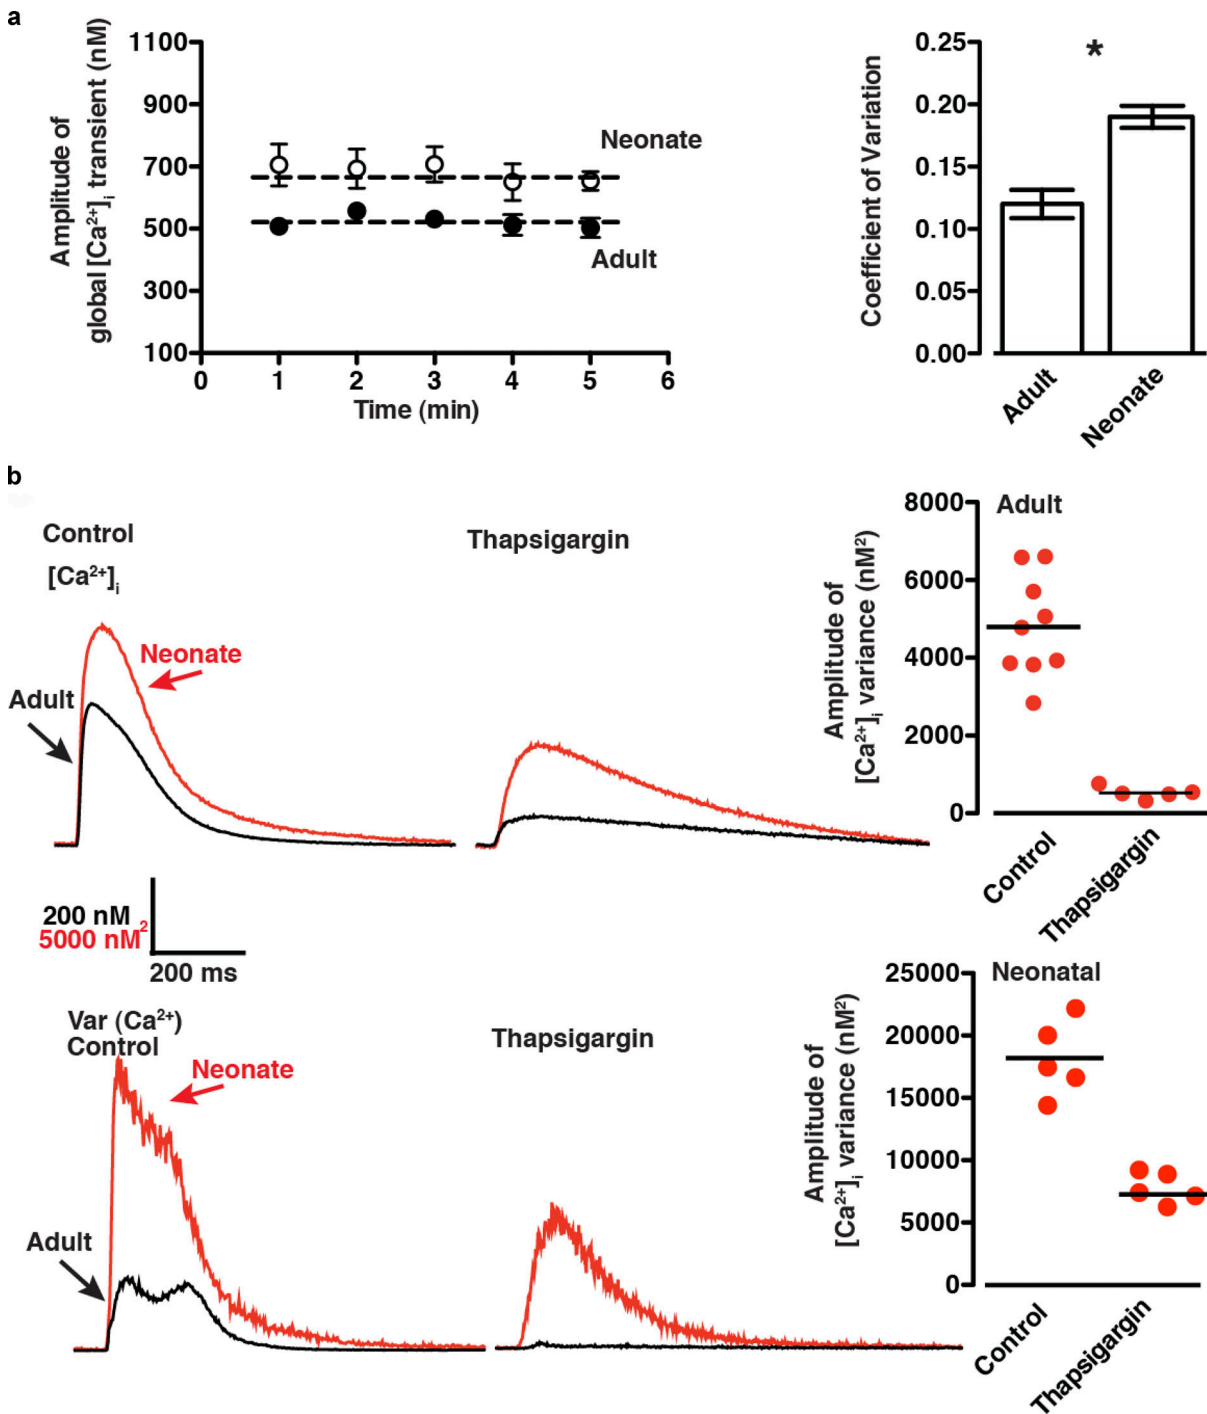 a
Amplitude of
global [Ca²⁺]ᵢ transient (nM)
1100
900
700
500
300
100
0 1 2 3 4 5 6
Time (min)
Neonate
Adult
Coefficient of Variation
0.25
0.20
0.15
0.10
0.05
0.00
*
Adult
Neonate
b
Control
[Ca²⁺]ᵢ
Neonate
Adult
Thapsigargin
Amplitude of
[Ca²⁺]ᵢ variance (nM²)
8000
6000
4000
2000
0
Adult
Control
Thapsigargin
200 nM
5000 nM²
200 ms
Var (Ca²⁺)
Control
Neonate
Adult
Thapsigargin
Amplitude of
[Ca²⁺]ᵢ variance (nM²)
25000
20000
15000
10000
5000
0
Neonatal
Control
Thapsigargin